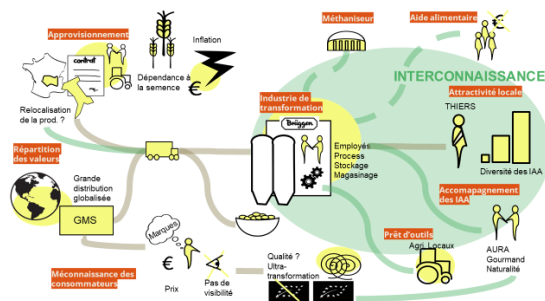 Approvisionnement
contrat
Inflation
€
Dépendance à
la semence
Relocalisation
de la prod. ?
Méthaniseur
Aide alimentaire
€
INTERCONNAISSANCE
Attractivité locale
THIERS
Diversité des IAA
Industrie de
transformation
Brüggen
Employés
Process
Stockage
Magasinage
Répartition
des valeurs
Grande
distribution
globalisée
GMS
Accomapagnement
des IAA
AURA
Gourmand
Naturalité
Prêt d'outils
Agri. Locaux
Marques
€
Prix
Pas de
visibilité
Qualité ?
Ultra-
transformation
Méconnaissance des
consommateurs